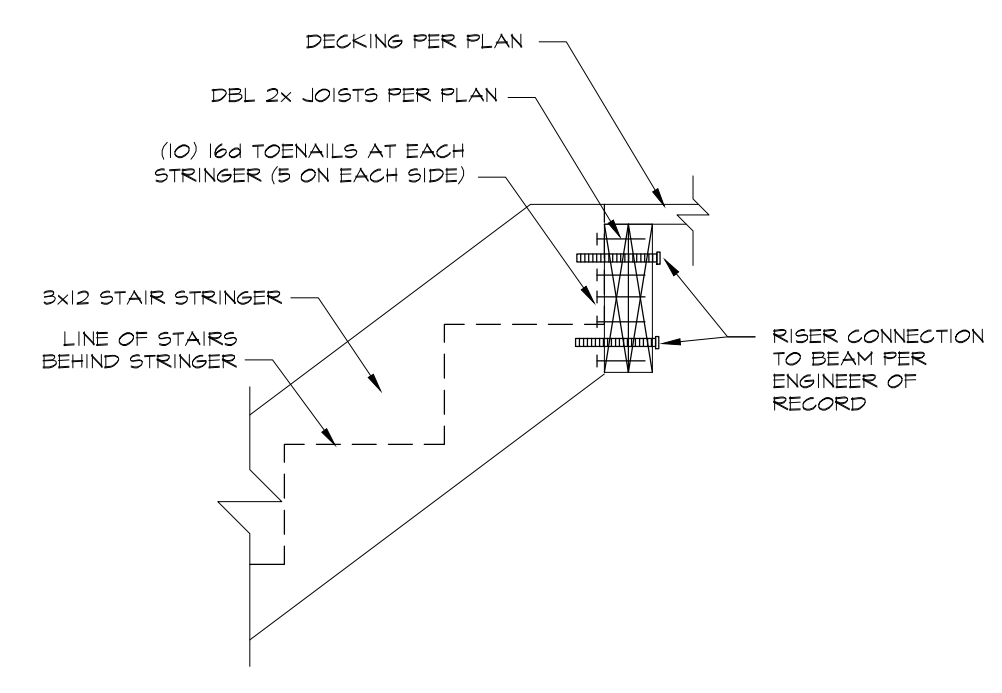 DECKING PER PLAN
DBL 2x JOISTS PER PLAN
(10) 16d TOENAILS AT EACH
STRINGER (5 ON EACH SIDE)
3x12 STAIR STRINGER
LINE OF STAIRS
BEHIND STRINGER
RISER CONNECTION
TO BEAM PER
ENGINEER OF
RECORD